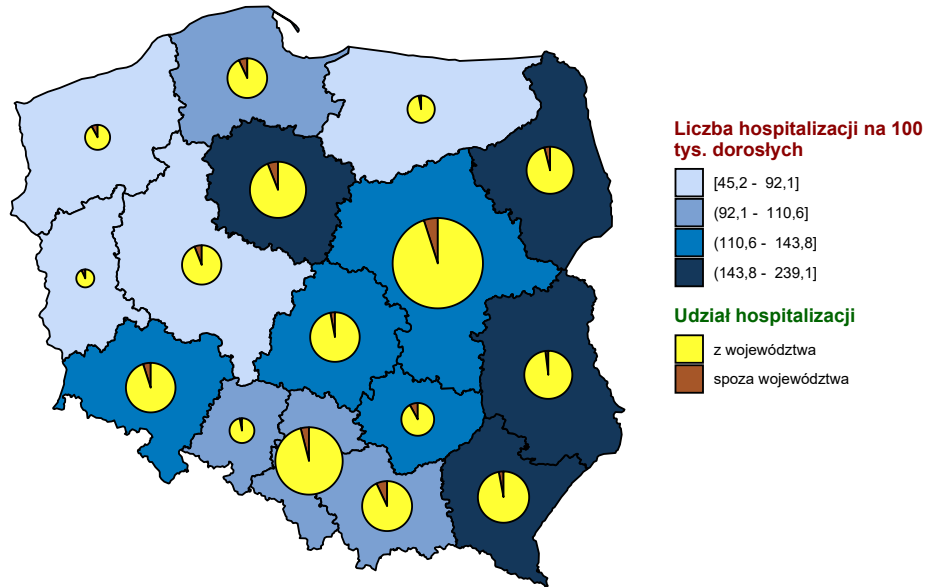 Liczba hospitalizacji na 100
tys. dorosłych
[45,2 - 92,1]
(92,1 - 110,6]
(110,6 - 143,8]
(143,8 - 239,1]
Udział hospitalizacji
z województwa
spoza województwa